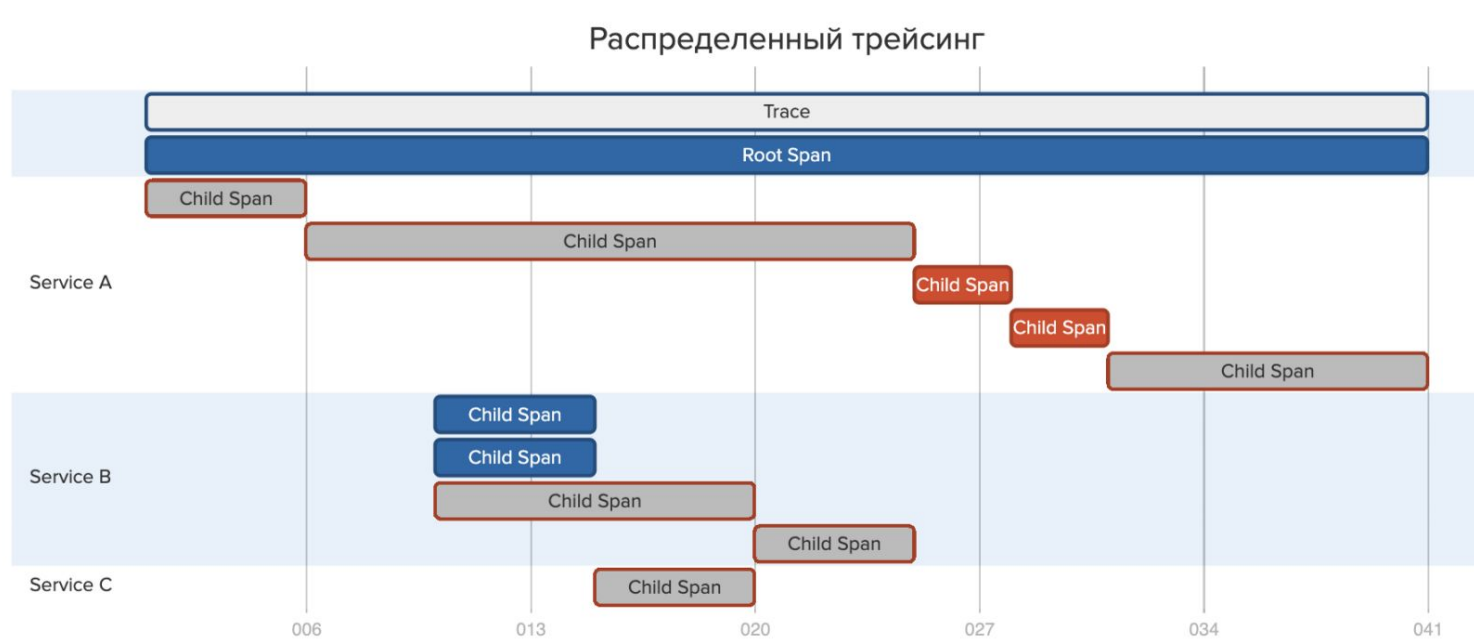 Распределенный трейсинг
Trace
Root Span
Child Span
Child Span
Service A
Child Span
Child Span
Child Span
Child Span
Service B
Child Span
Child Span
Child Span
Service C
Child Span
006 013 020 027 034 041